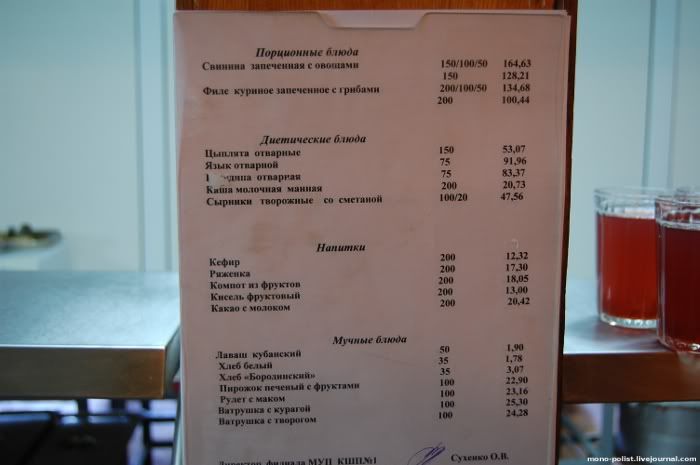 Порционные блюда
Свинина запеченная с овощами 150/100/50 164,63
150 128,21
Филе куриное запеченное с грибами 200/100/50 134,68
200 100,44
Диетические блюда
Цыплята отварные 150 53,07
Язык отварной 75 91,96
отварная 75 83,37
Каша молочная манная 200 20,73
Сырники творожные со сметаной 100/20 47,56
Напитки
Кефир 200 12,32
Ряженка 200 17,30
Компот из фруктов 200 18,05
Кисель фруктовый 200 13,00
Какао с молоком 200 20,42
Мучные блюда
Лаваш кубанский 50 1,90
Хлеб белый 35 1,78
Хлеб «Бородинский» 35 3,07
Пирожок печеный с фруктами 100 22,90
Рулет с маком 100 23,16
Ватрушка с курагой 100 25,30
Ватрушка с творогом 100 24,28
Директор филиала МУП КШП№1 Сухенко О.В.
mono-polist.livejournal.com